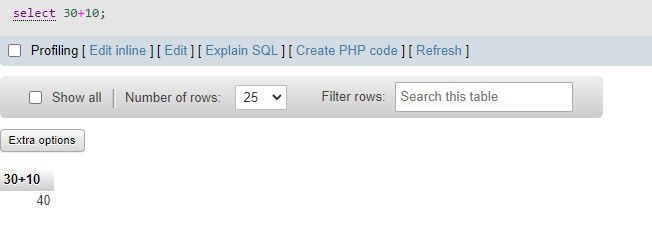 select 30+10;
Profiling [ Edit inline ] [ Edit ] [ Explain SQL ] [ Create PHP code ] [ Refresh ]
Show all Number of rows: 25 Filter rows: Search this table
Extra options
30+10
40